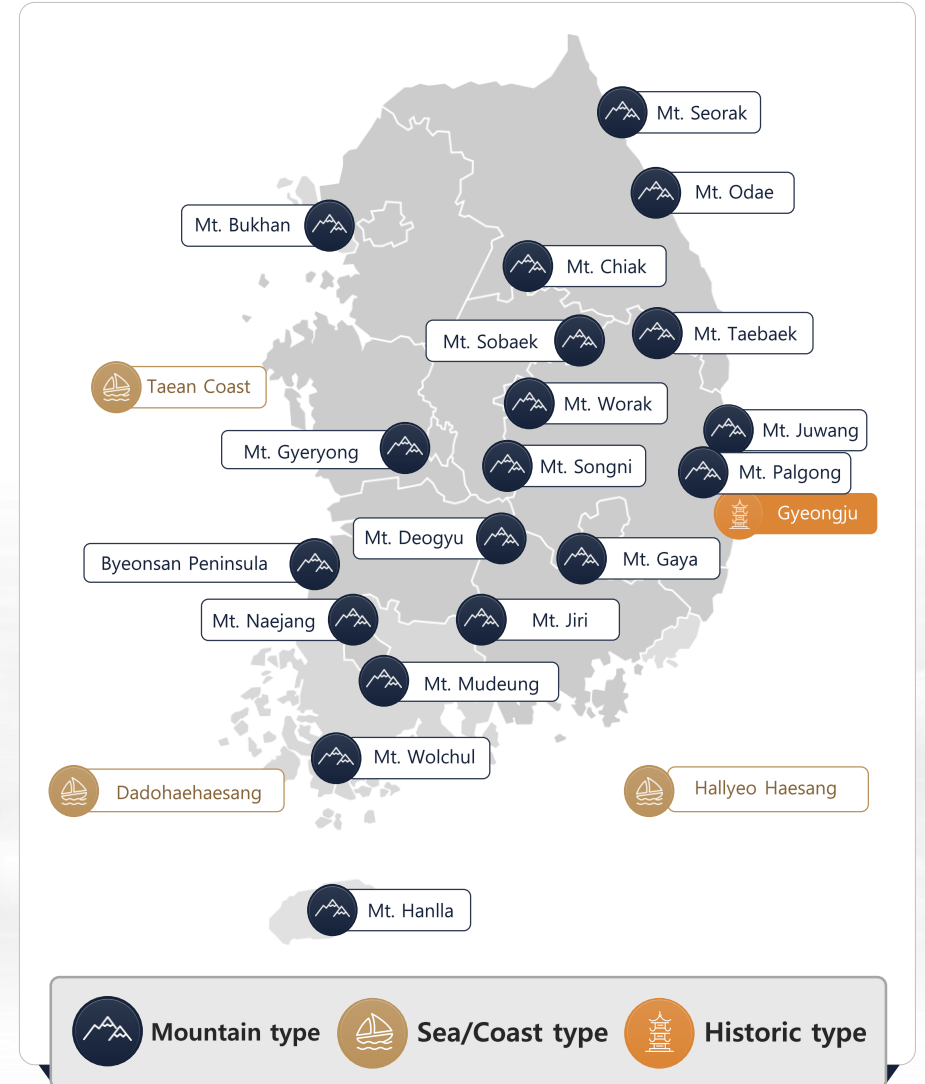 Mt. Seorak
Mt. Odae
Mt. Bukhan
Mt. Chiak
Mt. Sobaek
Mt. Taebaek
Taean Coast
Mt. Worak
Mt. Juwang
Mt. Gyeryong
Mt. Songni
Mt. Palgong
Gyeongju
Mt. Deogyu
Mt. Gaya
Byeonsan Peninsula
Mt. Naejang
Mt. Jiri
Mt. Mudeung
Mt. Wolchul
Dadohaehaesang
Hallyeo Haesang
Mt. Hanlla
Mountain type
Sea/Coast type
Historic type